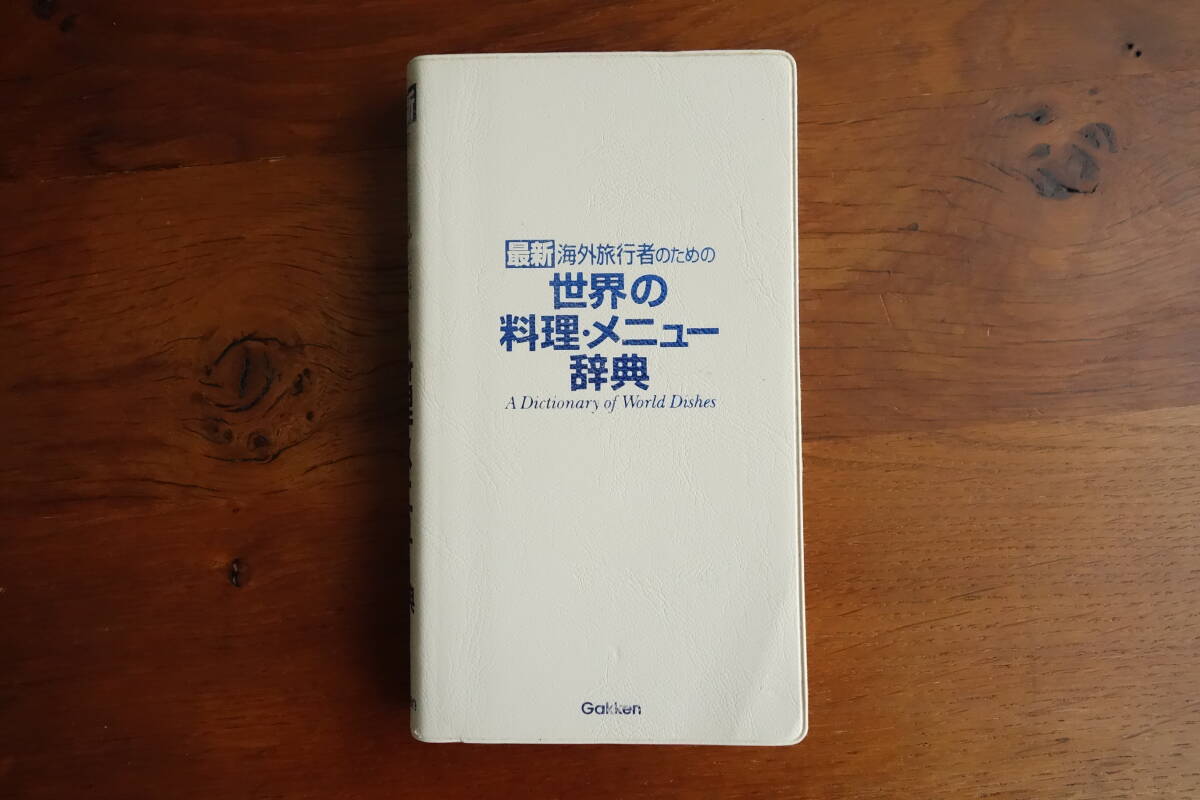 最新 海外旅行者のための
世界の
料理・メニュー
辞典
A Dictionary of World Dishes
Gakken